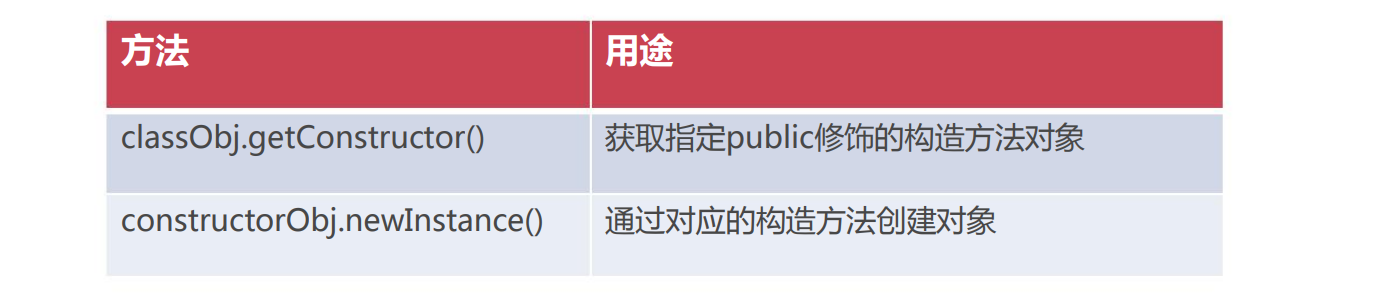 方法 用途
classObj.getConstructor() 获取指定public修饰的构造方法对象
constructorObj.newInstance() 通过对应的构造方法创建对象